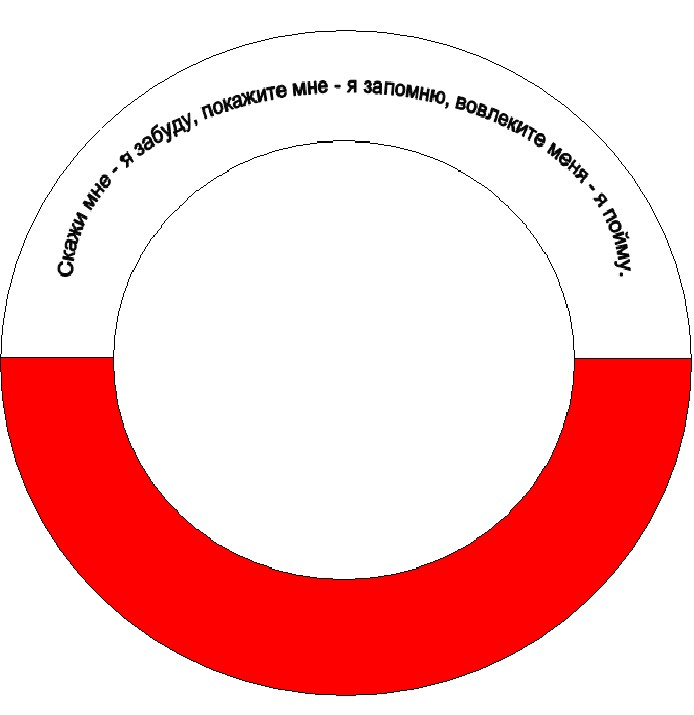 Скажи мне - я забуду, покажите мне - я запомню, вовлеките меня - я пойму.